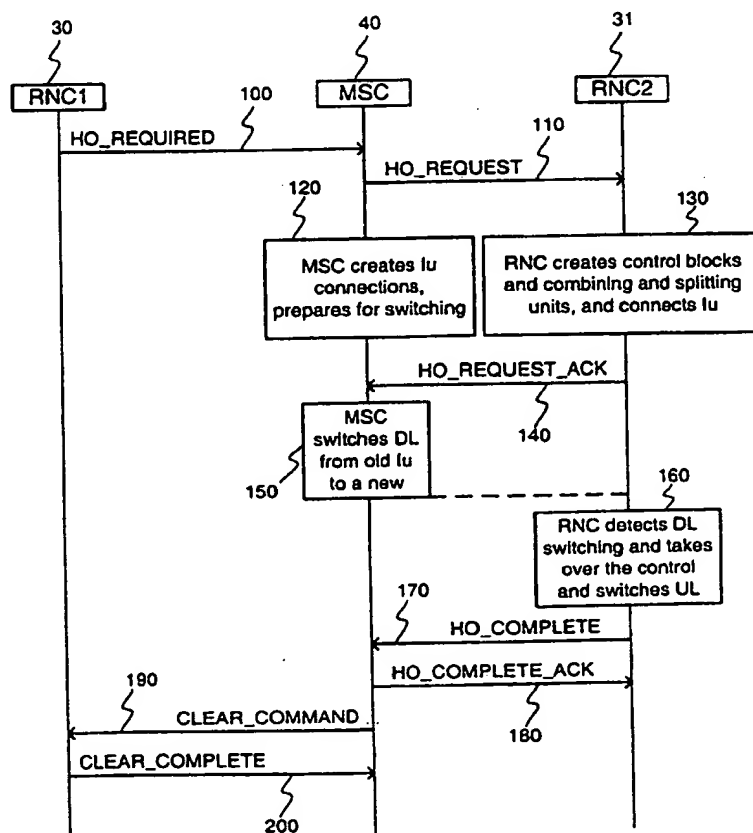 30
40
31
RNC1
MSC
RNC2
100
HO_REQUIRED
110
HO_REQUEST
120
130
MSC creates Iu
connections,
prepares for switching
RNC creates control blocks
and combining and splitting
units, and connects Iu
HO_REQUEST_ACK
140
MSC
switches DL
from old Iu
to a new
150
160
RNC detects DL
switching and takes
over the control
and switches UL
170
HO_COMPLETE
HO_COMPLETE_ACK
180
190
CLEAR_COMMAND
CLEAR_COMPLETE
200